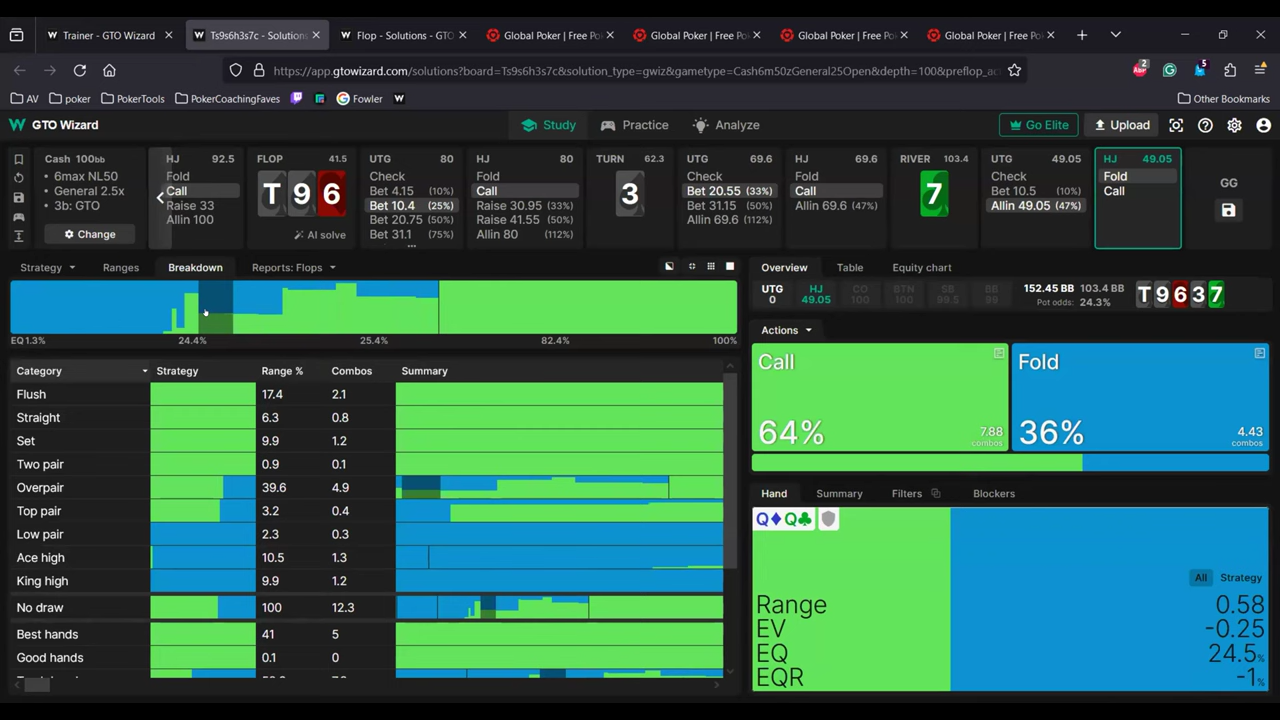 Trainer - GTO Wizard
Ts9s6h3s7c - Solution
Flop - Solutions - GTO
Global Poker | Free Po
Global Poker | Free Po
Global Poker | Free Po
Global Poker | Free Po
https://app.gtowizard.com/solutions?board=Ts9s6h3s7c&solution_type=gwiz&gametype=Cash6m50zGeneral25Open&depth=100&preflop_ac
2
5
AV
poker
PokerTools
PokerCoachingFaves
Fowler
Other Bookmarks
GTO Wizard
Study
Practice
Analyze
Go Elite
Upload
Cash 100bb
6max NL50
General 2.5x
3b: GTO
Change
HJ 92.5
Fold
Call
Raise 33
Allin 100
FLOP 41.5
T 9 6
AI solve
UTG 80
Check
Bet 4.15 (10%)
Bet 10.4 (25%)
Bet 20.75 (50%)
Bet 31.1 (75%)
HJ 80
Fold
Call
Raise 30.95 (33%)
Raise 41.55 (50%)
Allin 80 (112%)
TURN 62.3
3
UTG 69.6
Check
Bet 20.55 (33%)
Bet 31.15 (50%)
Allin 69.6 (112%)
HJ 69.6
Fold
Call
Allin 69.6 (47%)
RIVER 103.4
7
UTG 49.05
Check
Bet 10.5 (10%)
Allin 49.05 (47%)
HJ 49.05
Fold
Call
GG
Strategy
Ranges
Breakdown
Reports: Flops
EQ 1.3% 24.4% 25.4% 82.4% 100%
Category Strategy Range % Combos Summary
Flush 17.4 2.1
Straight 6.3 0.8
Set 9.9 1.2
Two pair 0.9 0.1
Overpair 39.6 4.9
Top pair 3.2 0.4
Low pair 2.3 0.3
Ace high 10.5 1.3
King high 9.9 1.2
No draw 100 12.3
Best hands 41 5
Good hands 0.1 0
Overview
Table
Equity chart
UTG 0
HJ 49.05
CO 100
BTN 100
SB 99.5
BB 99
152.45 BB 103.4 BB
Pot odds: 24.3%
T 9 6 3 7
Actions
Call
64%
7.88
combos
Fold
36%
4.43
combos
Hand
Summary
Filters
Blockers
Q♦ Q♣
All Strategy
Range 0.58
EV -0.25
EQ 24.5%
EQR -1%